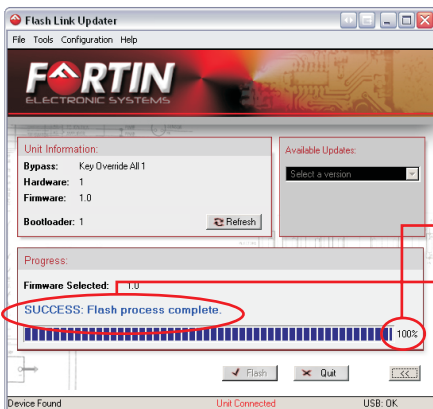 Flash Link Updater
File Tools Configuration Help
FORTIN
ELECTRONIC SYSTEMS
Unit Information:
Bypass: Key Override All 1
Hardware: 1
Firmware: 1.0
Bootloader: 1
Refresh
Available Updates:
Select a version
Progress:
Firmware Selected: 1.0
SUCCESS: Flash process complete.
100%
Flash
Quit
<<
Device Found Unit Connected USB: OK